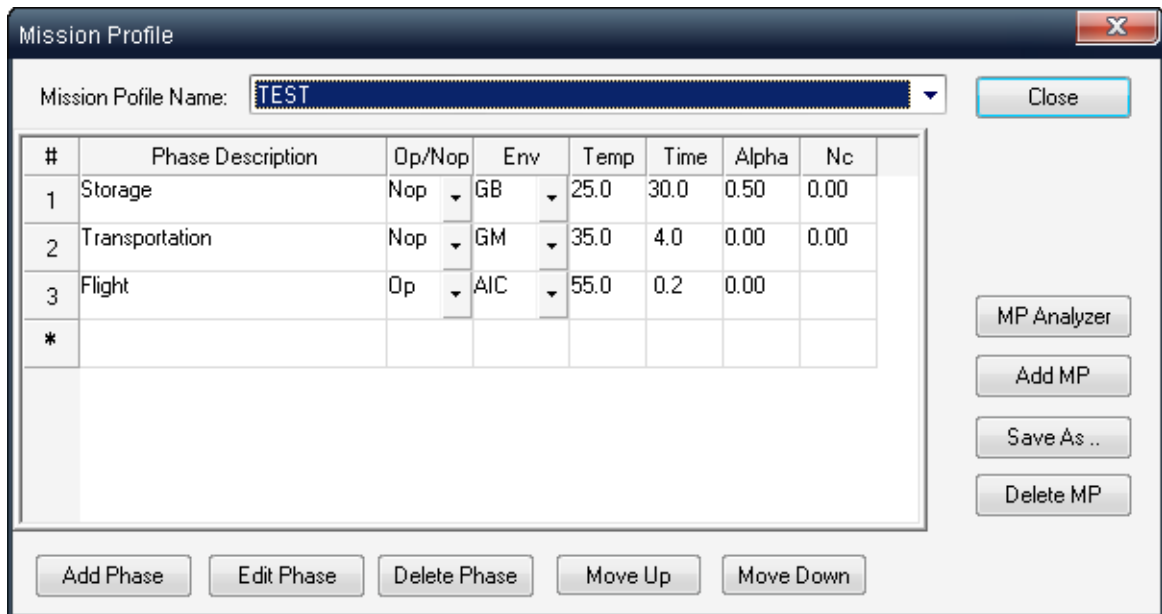 Mission Profile
Mission Pofile Name: TEST Close
# Phase Description Op/Nop Env Temp Time Alpha Nc
1 Storage Nop GB 25.0 30.0 0.50 0.00
2 Transportation Nop GM 35.0 4.0 0.00 0.00
3 Flight Op AIC 55.0 0.2 0.00
*
MP Analyzer
Add MP
Save As ..
Delete MP
Add Phase Edit Phase Delete Phase Move Up Move Down